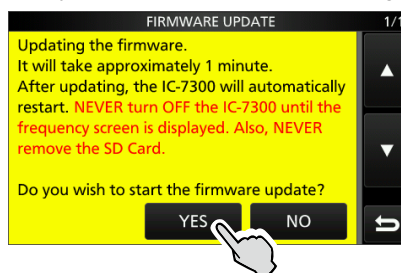 FIRMWARE UPDATE
Updating the firmware.
It will take approximately 1 minute.
After updating, the IC-7300 will automatically
restart. NEVER turn OFF the IC-7300 until the
frequency screen is displayed. Also, NEVER
remove the SD Card.
Do you wish to start the firmware update?
YES NO